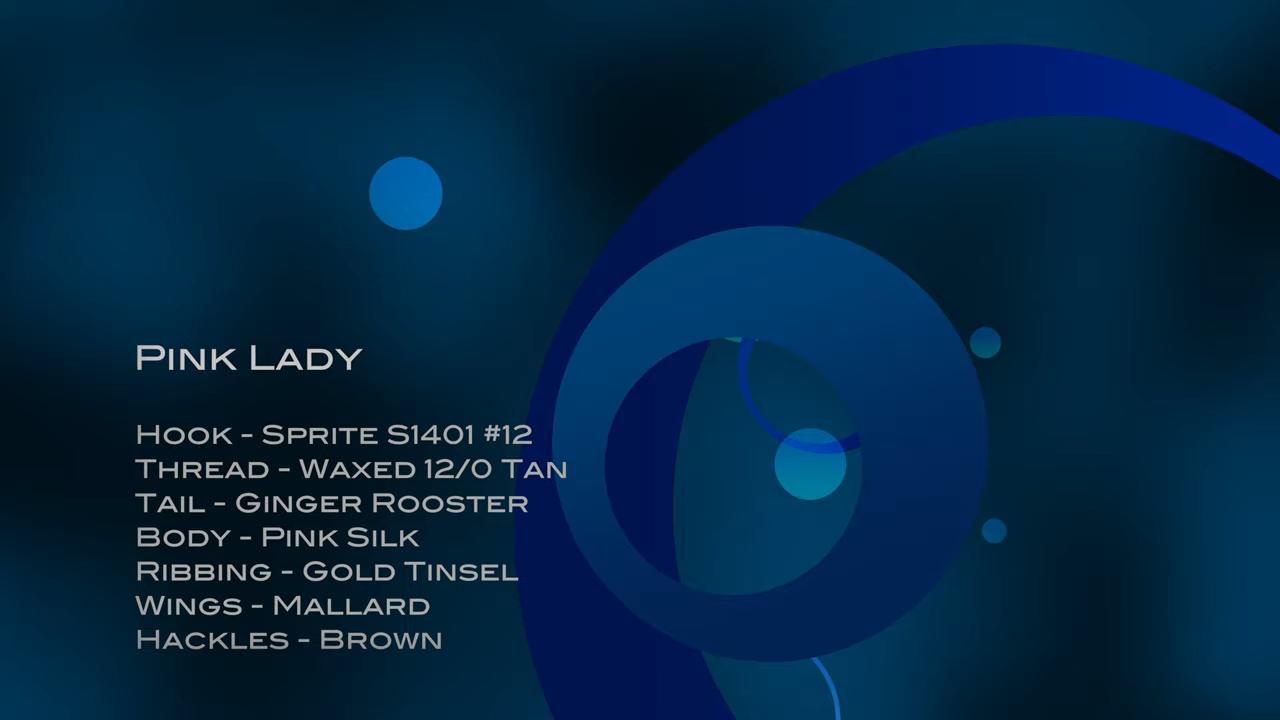 Pink Lady
Hook - Sprite S1401 #12
Thread - Waxed 12/0 Tan
Tail - Ginger Rooster
Body - Pink Silk
Ribbing - Gold Tinsel
Wings - Mallard
Hackles - Brown